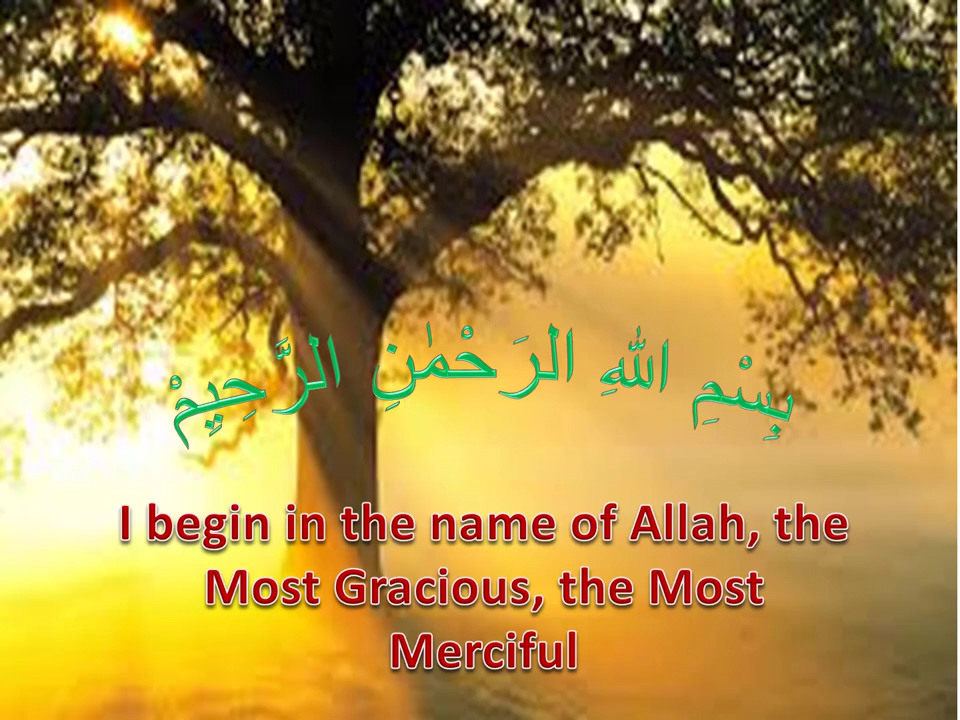 بِسْمِ اللهِ الرَحْمٰنِ الرَّحِيِمْ
I begin in the name of Allah, the
Most Gracious, the Most
Merciful